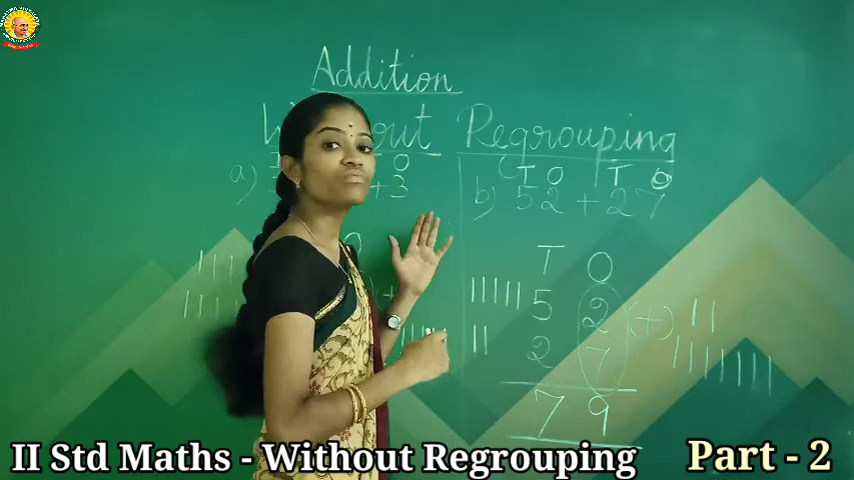 Addition
Regrouping
a) + 3
T O T O
b) 52 + 27
T O
5 2 (+)
2 7
7 9
II Std Maths - Without Regrouping Part - 2